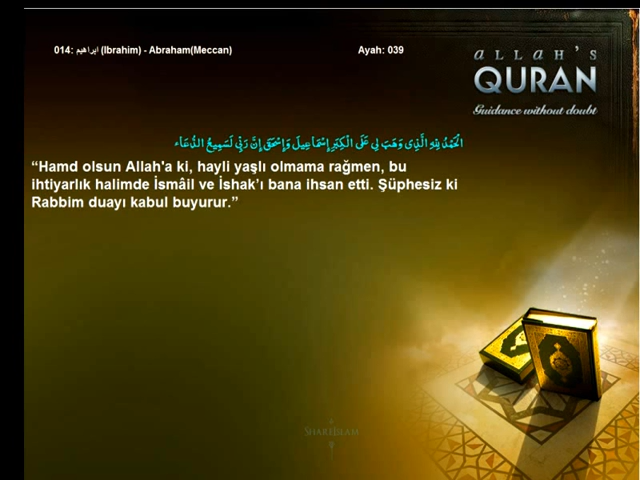 014: ابراهيم (Ibrahim) - Abraham(Meccan) Ayah: 039
ALLAH'S
QURAN
Guidance without doubt
الْحَمْدُ لِلّهِ الَّذِي وَهَبَ لِي عَلَى الْكِبَرِ إِسْمَاعِيلَ وَإِسْحَقَ إِنَّ رَبِّي لَسَمِيعُ الدُّعَاء
“Hamd olsun Allah'a ki, hayli yaşlı olmama rağmen, bu
ihtiyarlık halimde İsmâil ve İshak’ı bana ihsan etti. Şüphesiz ki
Rabbim duayı kabul buyurur.”